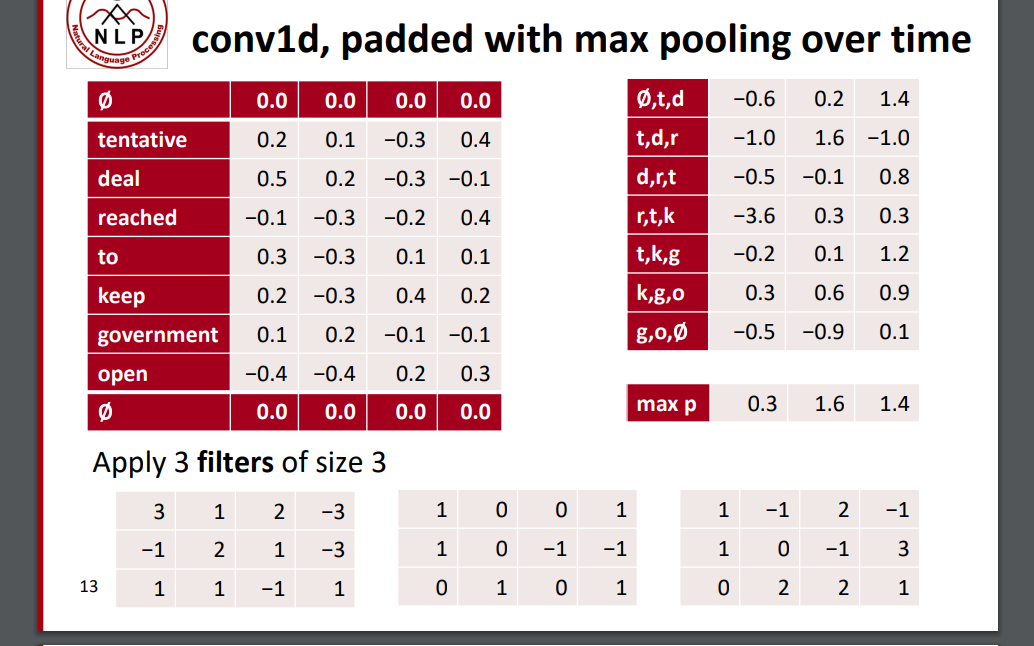 NLP
Natural Language Processing
conv1d, padded with max pooling over time
Ø 0.0 0.0 0.0 0.0
tentative 0.2 0.1 −0.3 0.4
deal 0.5 0.2 −0.3 −0.1
reached −0.1 −0.3 −0.2 0.4
to 0.3 −0.3 0.1 0.1
keep 0.2 −0.3 0.4 0.2
government 0.1 0.2 −0.1 −0.1
open −0.4 −0.4 0.2 0.3
Ø 0.0 0.0 0.0 0.0
Ø,t,d −0.6 0.2 1.4
t,d,r −1.0 1.6 −1.0
d,r,t −0.5 −0.1 0.8
r,t,k −3.6 0.3 0.3
t,k,g −0.2 0.1 1.2
k,g,o 0.3 0.6 0.9
g,o,Ø −0.5 −0.9 0.1
max p 0.3 1.6 1.4
Apply 3 filters of size 3
3 1 2 −3
−1 2 1 −3
1 1 −1 1
1 0 0 1
1 0 −1 −1
0 1 0 1
1 −1 2 −1
1 0 −1 3
0 2 2 1
13